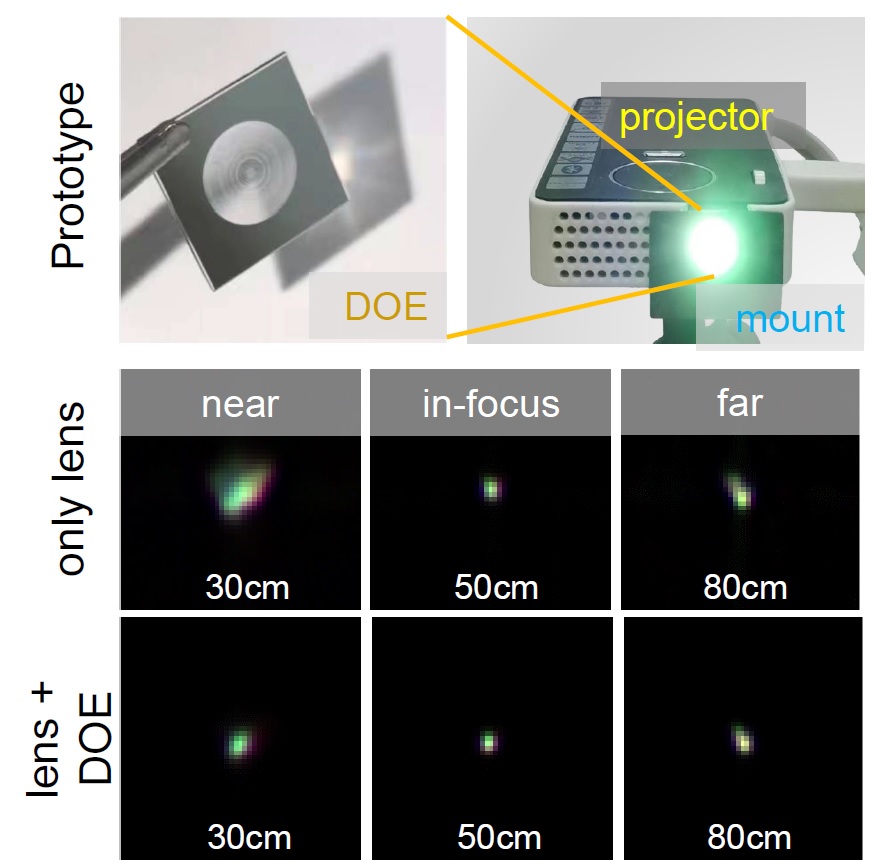 Prototype
projector
DOE
mount
only lens
near
in-focus
far
30cm
50cm
80cm
lens +
DOE
30cm
50cm
80cm